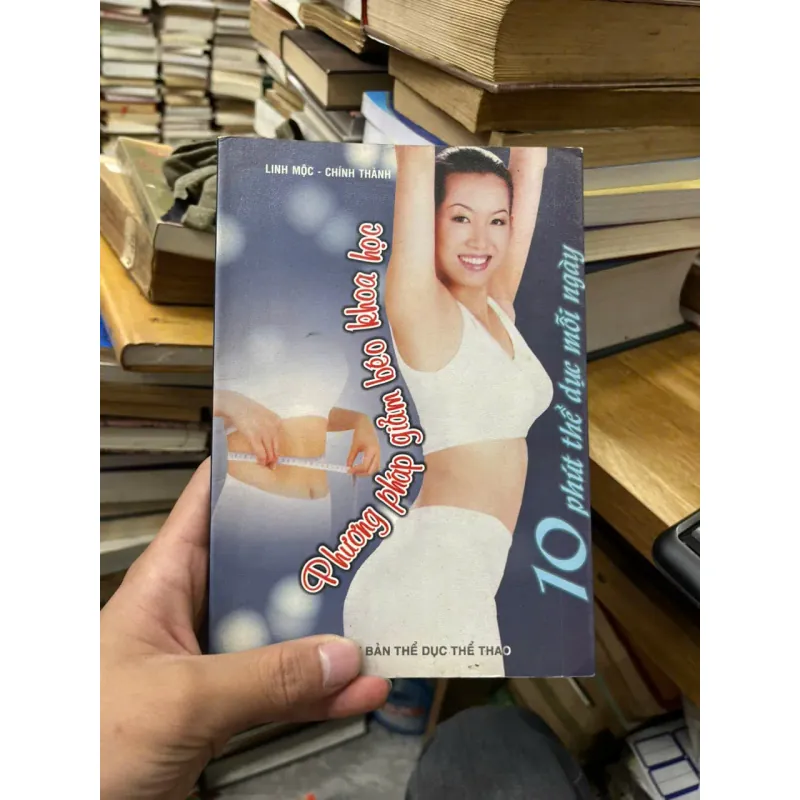 LINH MỘC - CHÍNH THÀNH
Phương pháp giảm béo khoa học
10 phút thể dục mỗi ngày
BẢN THỂ DỤC THỂ THAO